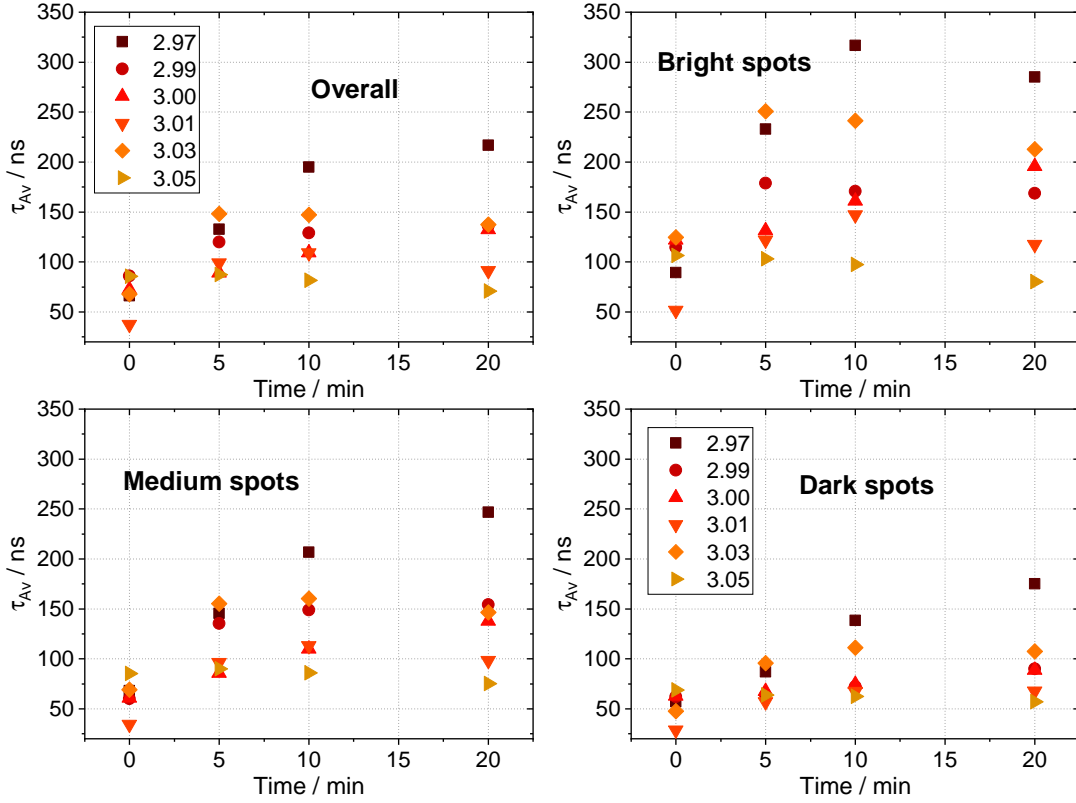 350
300
250
200
150
100
50
τAv / ns
2.97
2.99
3.00
3.01
3.03
3.05
Overall
0 5 10 15 20
Time / min
350
300
250
200
150
100
50
τAv / ns
Bright spots
0 5 10 15 20
Time / min
350
300
250
200
150
100
50
τAv / ns
Medium spots
0 5 10 15 20
Time / min
350
300
250
200
150
100
50
τAv / ns
2.97
2.99
3.00
3.01
3.03
3.05
Dark spots
0 5 10 15 20
Time / min